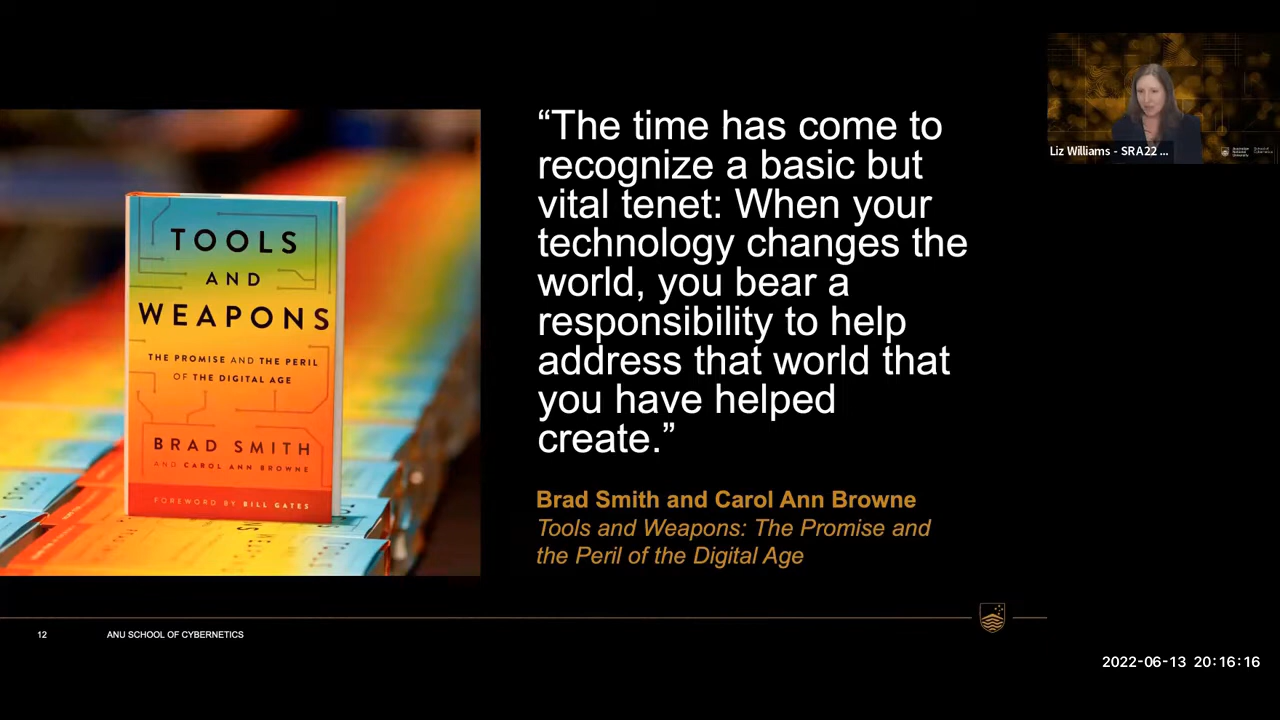 TOOLS
AND
WEAPONS
THE PROMISE AND THE PERIL
OF THE DIGITAL AGE
BRAD SMITH
AND CAROL ANN BROWNE
FOREWORD BY BILL GATES
“The time has come to
recognize a basic but
vital tenet: When your
technology changes the
world, you bear a
responsibility to help
address that world that
you have helped
create.”
Brad Smith and Carol Ann Browne
Tools and Weapons: The Promise and
the Peril of the Digital Age
Liz Williams - SRA22 ...
12
ANU SCHOOL OF CYBERNETICS
2022-06-13 20:16:16